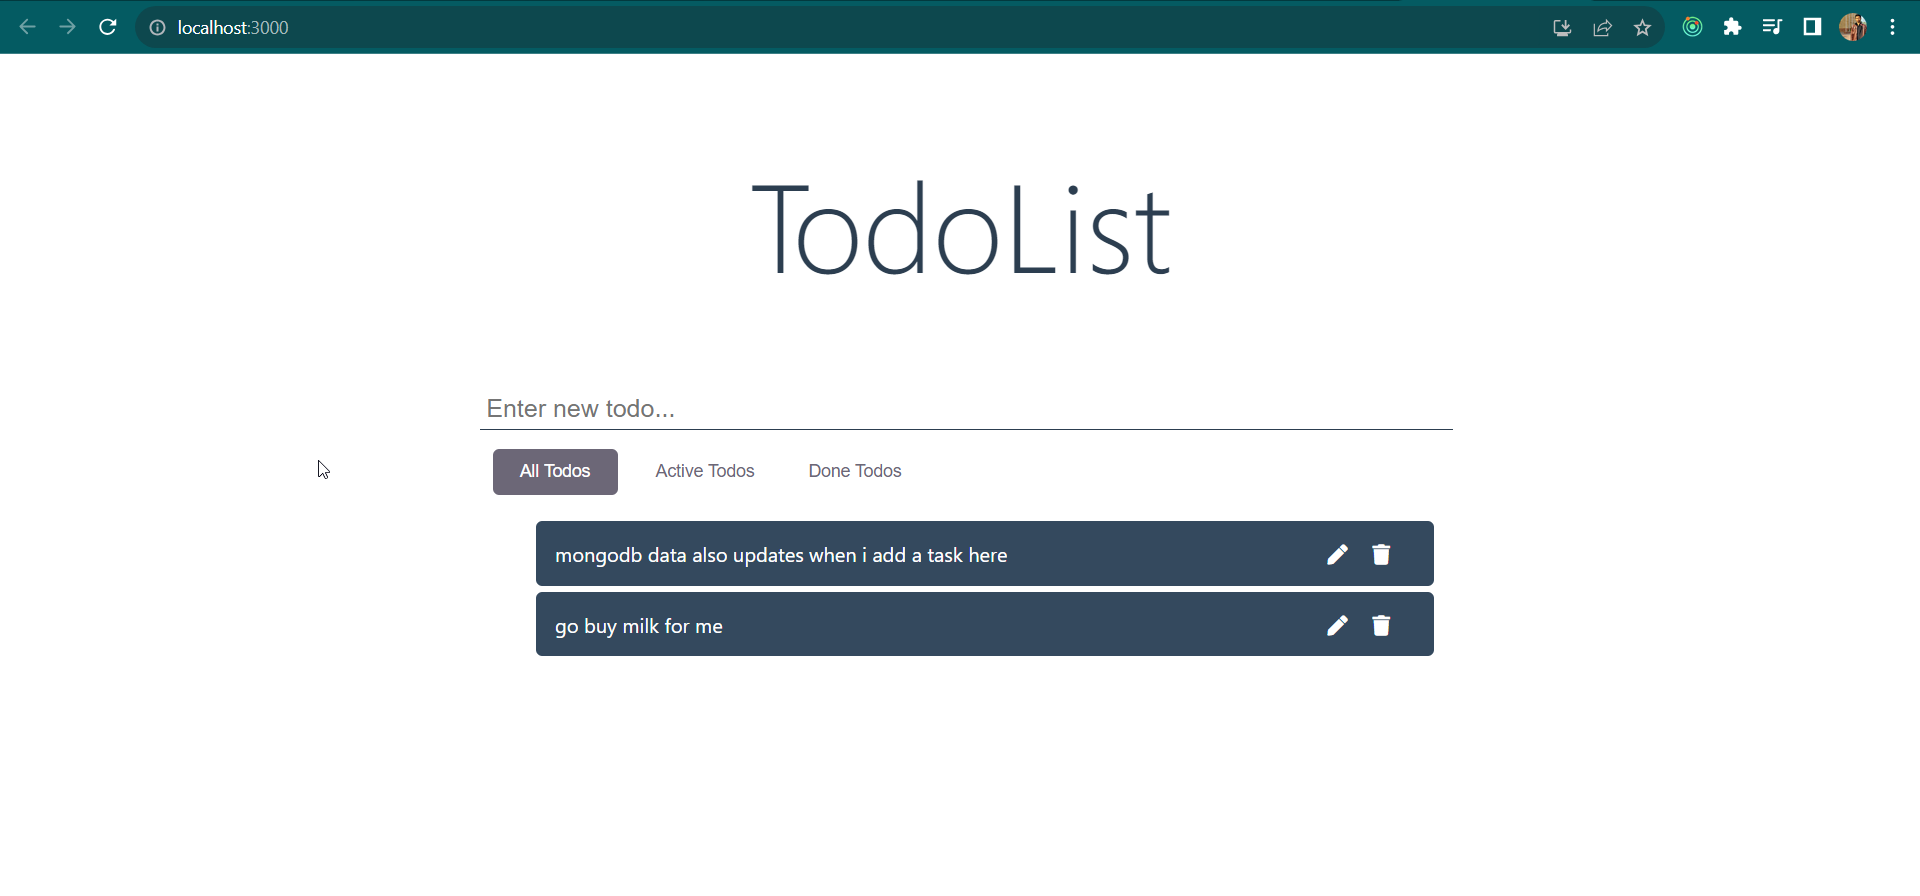 localhost:3000
TodoList
Enter new todo...
All Todos Active Todos Done Todos
mongodb data also updates when i add a task here
go buy milk for me